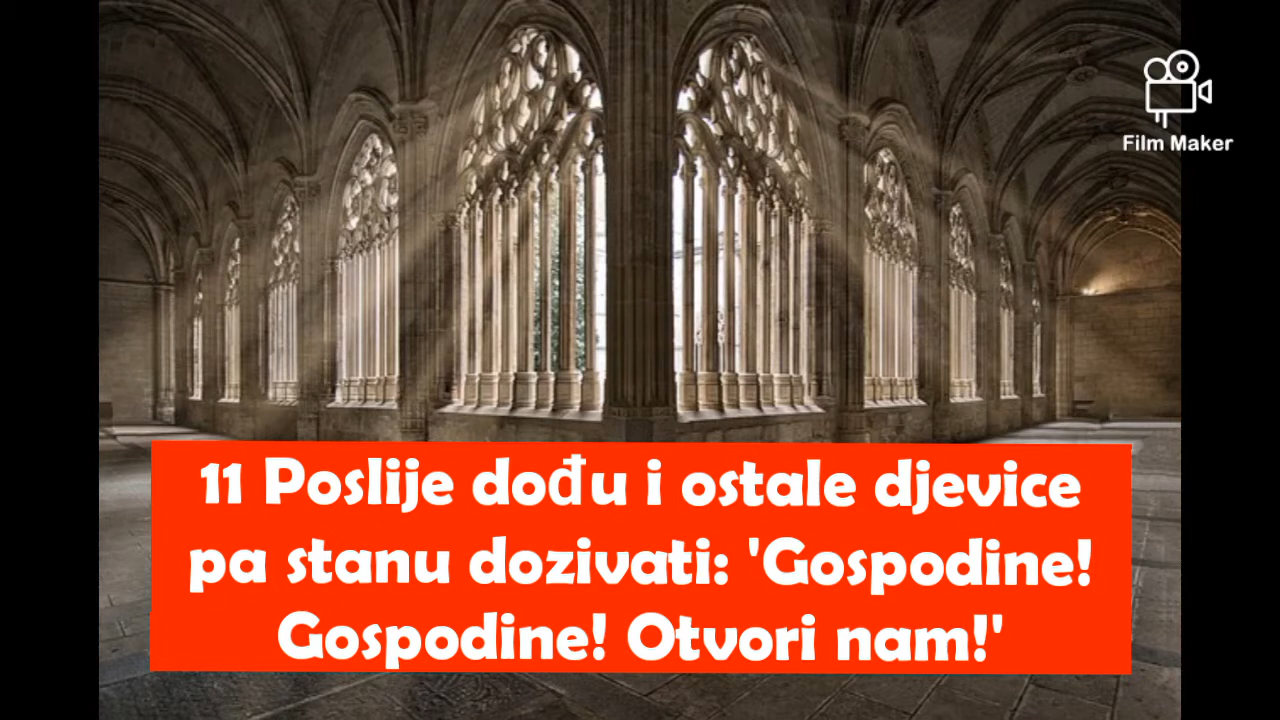 Film Maker
11 Poslije dođu i ostale djevice
pa stanu dozivati: 'Gospodine!
Gospodine! Otvori nam!'